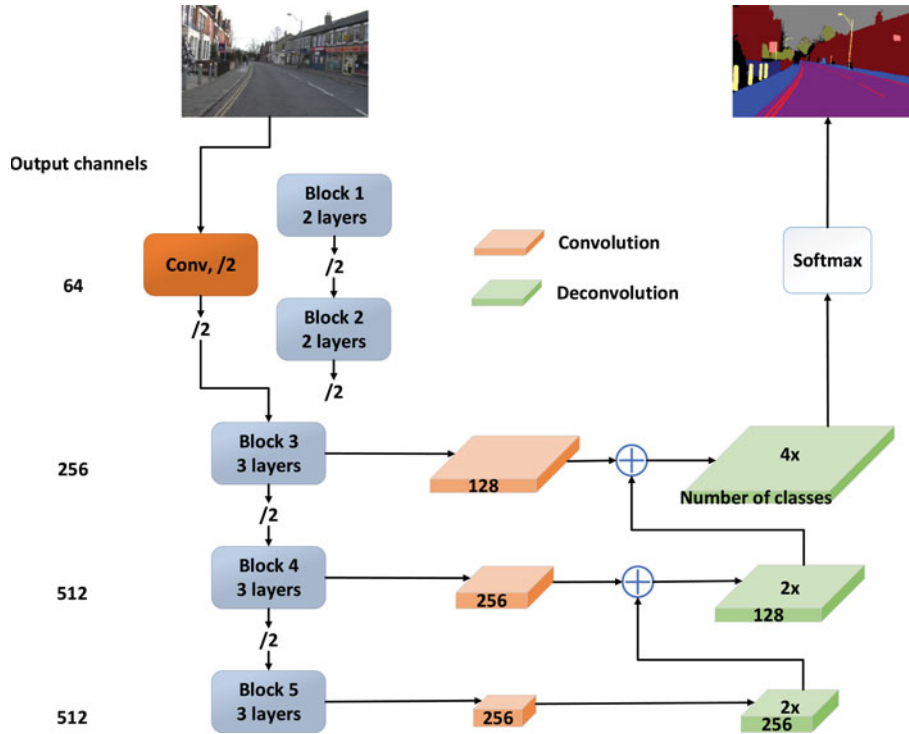 Output channels
Block 1
2 layers
/2
Block 2
2 layers
/2
Conv, /2
64
/2
Convolution
Deconvolution
Softmax
Block 3
3 layers
256
/2
128
4x
Number of classes
Block 4
3 layers
512
/2
256
2x
128
Block 5
3 layers
512
256
2x
256